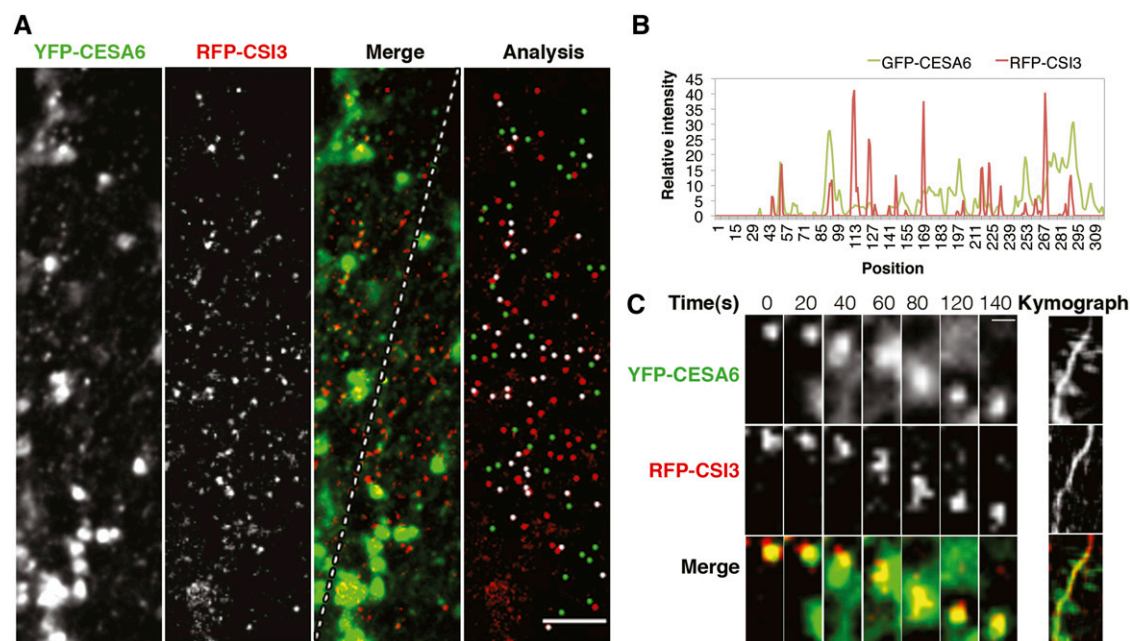 A
YFP-CESA6 RFP-CSI3 Merge Analysis
B
GFP-CESA6 RFP-CSI3
Relative intensity
45
40
35
30
25
20
15
10
5
0
1 15 29 43 57 71 85 99 113 127 141 155 169 183 197 211 225 239 253 267 281 295 309
Position
C
Time(s) 0 20 40 60 80 120 140 Kymograph
YFP-CESA6
RFP-CSI3
Merge